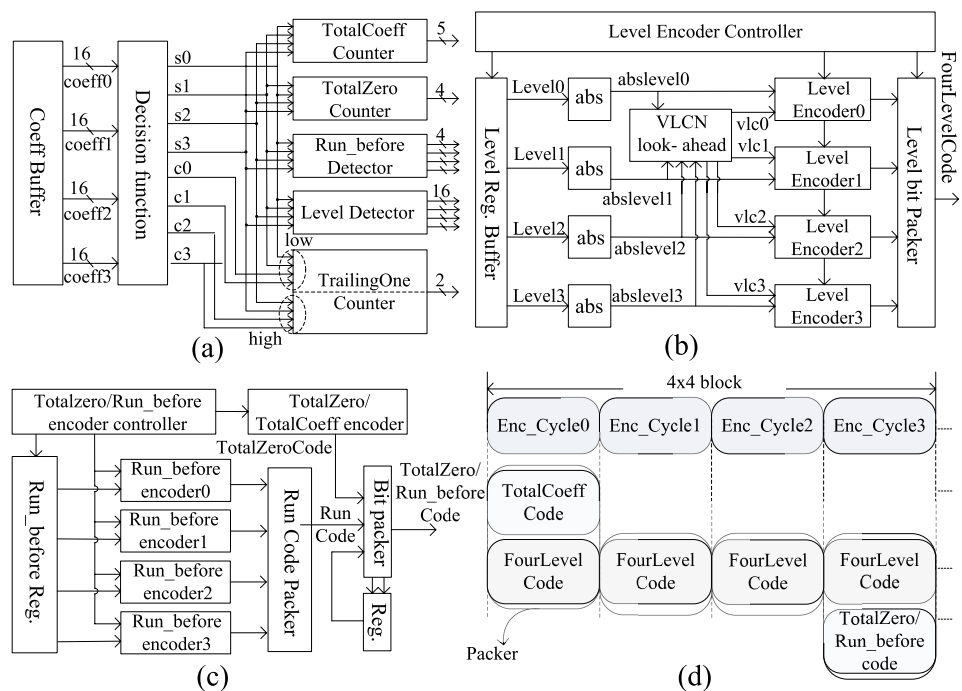 Coeff Buffer
16
coeff0
16
coeff1
16
coeff2
16
coeff3
Decision function
s0
s1
s2
s3
c0
c1
c2
c3
TotalCoeff
Counter
5
TotalZero
Counter
4
Run_before
Detector
4
Level Detector
16
low
TrailingOne
Counter
2
high
(a)
Level Encoder Controller
Level Reg. Buffer
Level0
abs
abslevel0
Level1
abs
abslevel1
Level2
abs
abslevel2
Level3
abs
abslevel3
VLCN
look- ahead
vlc0
vlc1
vlc2
vlc3
Level
Encoder0
Level
Encoder1
Level
Encoder2
Level
Encoder3
Level bit Packer
FourLevelCode
(b)
Totalzero/Run_before
encoder controller
TotalZero/
TotalCoeff encoder
TotalZeroCode
Run_before Reg.
Run_before
encoder0
Run_before
encoder1
Run_before
encoder2
Run_before
encoder3
Run Code Packer
Run
Code
Bit packer
Reg.
TotalZero/
Run_before
Code
(c)
4x4 block
Enc_Cycle0
Enc_Cycle1
Enc_Cycle2
Enc_Cycle3
TotalCoeff
Code
FourLevel
Code
FourLevel
Code
FourLevel
Code
FourLevel
Code
TotalZero/
Run_before
code
Packer
(d)